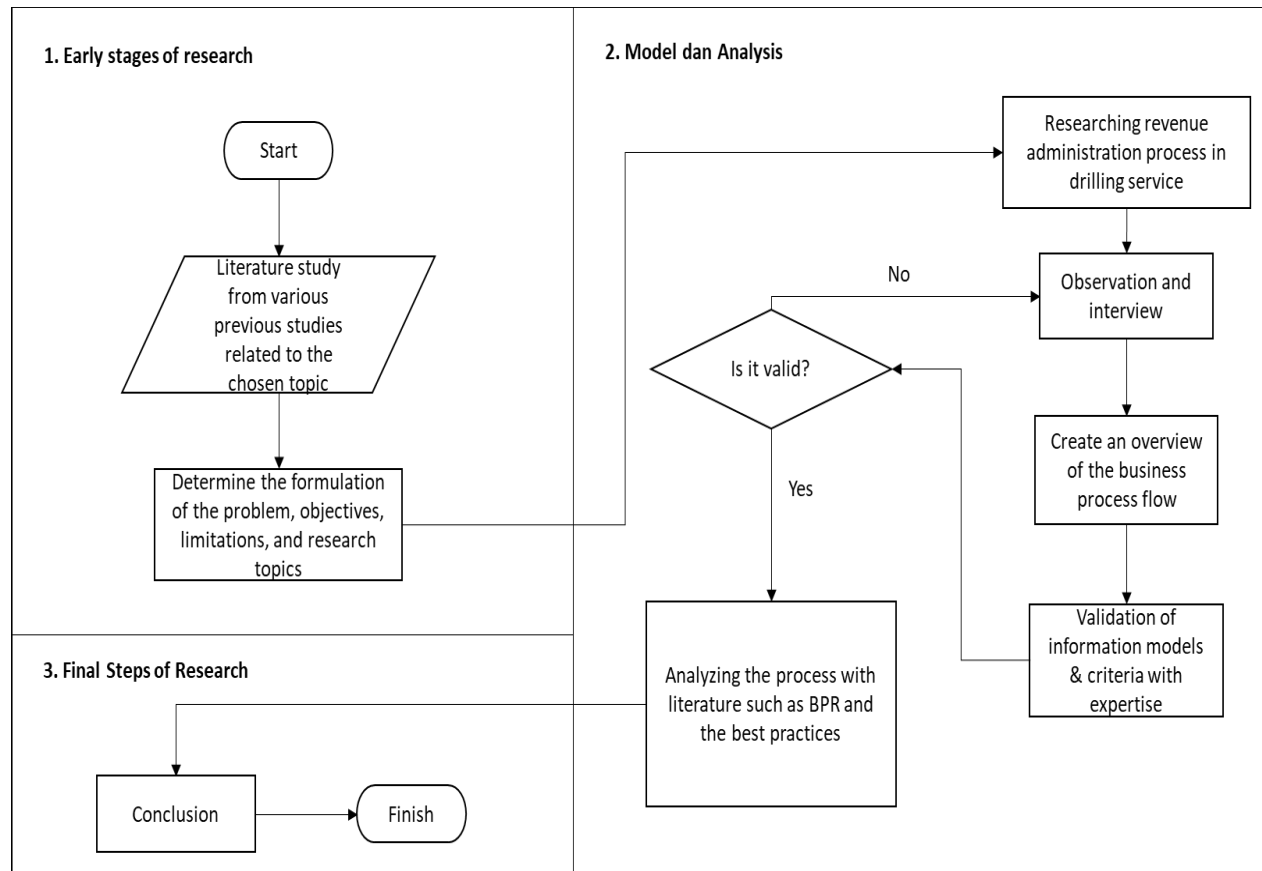 1. Early stages of research
Start
Literature study
from various
previous studies
related to the
chosen topic
Determine the formulation
of the problem, objectives,
limitations, and research
topics
2. Model dan Analysis
Researching revenue
administration process in
drilling service
Observation and
interview
Create an overview
of the business
process flow
Validation of
information models
& criteria with
expertise
Is it valid?
No
Yes
Analyzing the process with
literature such as BPR and
the best practices
3. Final Steps of Research
Conclusion
Finish